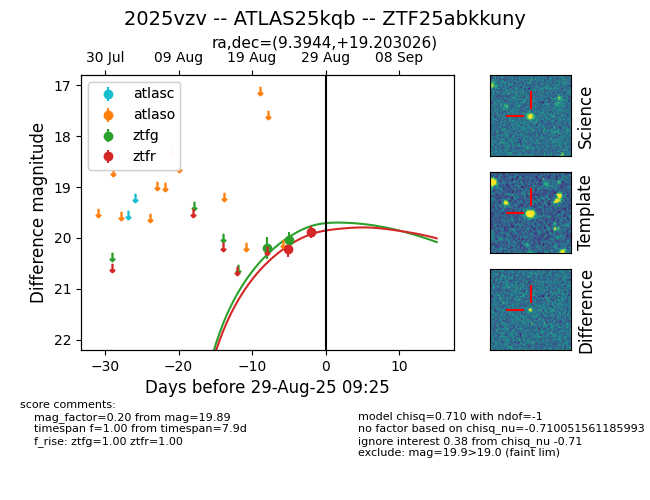 2025vzv -- ATLAS25kqb -- ZTF25abkkuny
ra,dec=(9.3944,+19.203026)
30 Jul 09 Aug 19 Aug 29 Aug 08 Sep
atlasc
atlaso
ztfg
ztfr
17
18
19
20
21
22
Difference magnitude
−30 −20 −10 0 10
Days before 29-Aug-25 09:25
Science
Template
Difference
score comments:
mag_factor=0.20 from mag=19.89
timespan f=1.00 from timespan=7.9d
f_rise: ztfg=1.00 ztfr=1.00
model chisq=0.710 with ndof=-1
no factor based on chisq_nu=-0.710051561185993
ignore interest 0.38 from chisq_nu -0.71
exclude: mag=19.9>19.0 (faint lim)